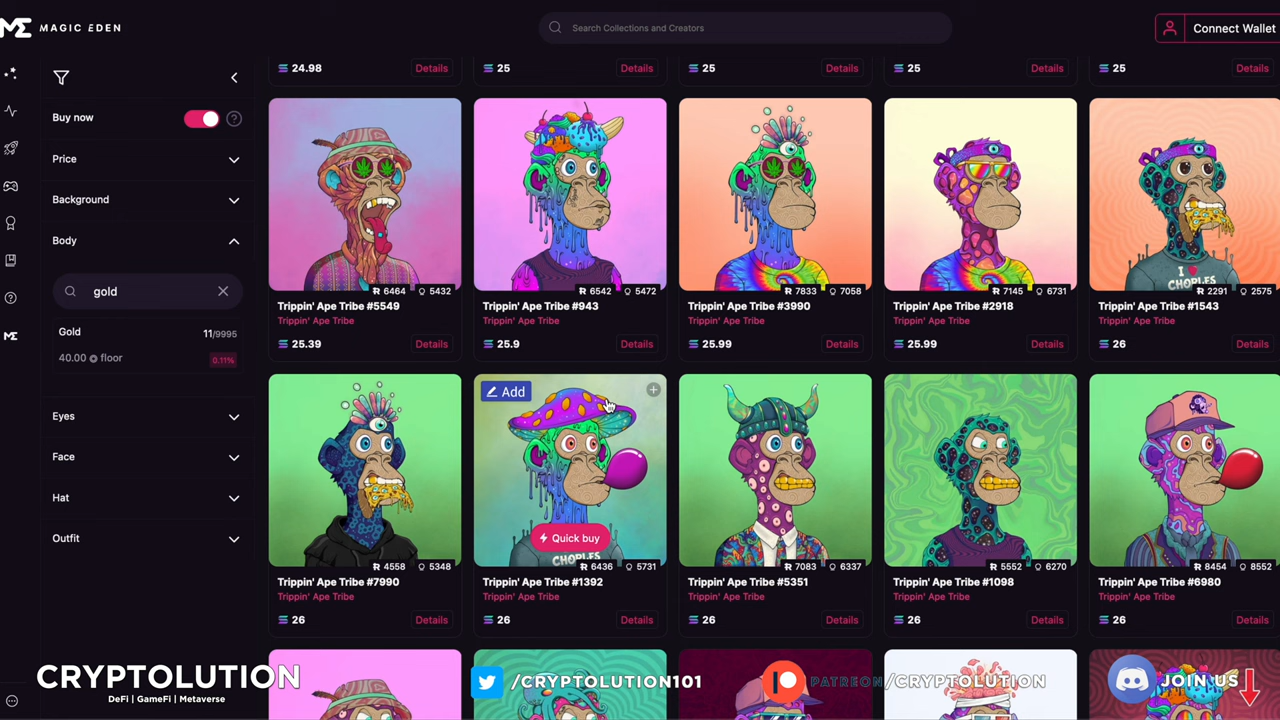 MAGIC EDEN
Search Collections and Creators
Connect Wallet
24.98 Details
25 Details
25 Details
25 Details
25 Details
Buy now
Price
Background
Body
gold
Gold 11/9995
40.00 floor 0.11%
Eyes
Face
Hat
Outfit
6464 5432
Trippin' Ape Tribe #5549
Trippin' Ape Tribe
25.39 Details
6542 5472
Trippin' Ape Tribe #943
Trippin' Ape Tribe
25.9 Details
7833 7058
Trippin' Ape Tribe #3990
Trippin' Ape Tribe
25.99 Details
7145 6731
Trippin' Ape Tribe #2918
Trippin' Ape Tribe
25.99 Details
I CHOPLES
2291 2575
Trippin' Ape Tribe #1543
Trippin' Ape Tribe
26 Details
4558 5348
Trippin' Ape Tribe #7990
Trippin' Ape Tribe
26 Details
Add
Quick buy
CHOPLES
6436 5731
Trippin' Ape Tribe #1392
Trippin' Ape Tribe
26 Details
7083 6337
Trippin' Ape Tribe #5351
Trippin' Ape Tribe
26 Details
5552 6270
Trippin' Ape Tribe #1098
Trippin' Ape Tribe
26 Details
8454 8552
Trippin' Ape Tribe #6980
Trippin' Ape Tribe
26 Details
CRYPTOLUTION
DeFi | GameFi | Metaverse
/CRYPTOLUTION101
PATREON/CRYPTOLUTION
JOIN US